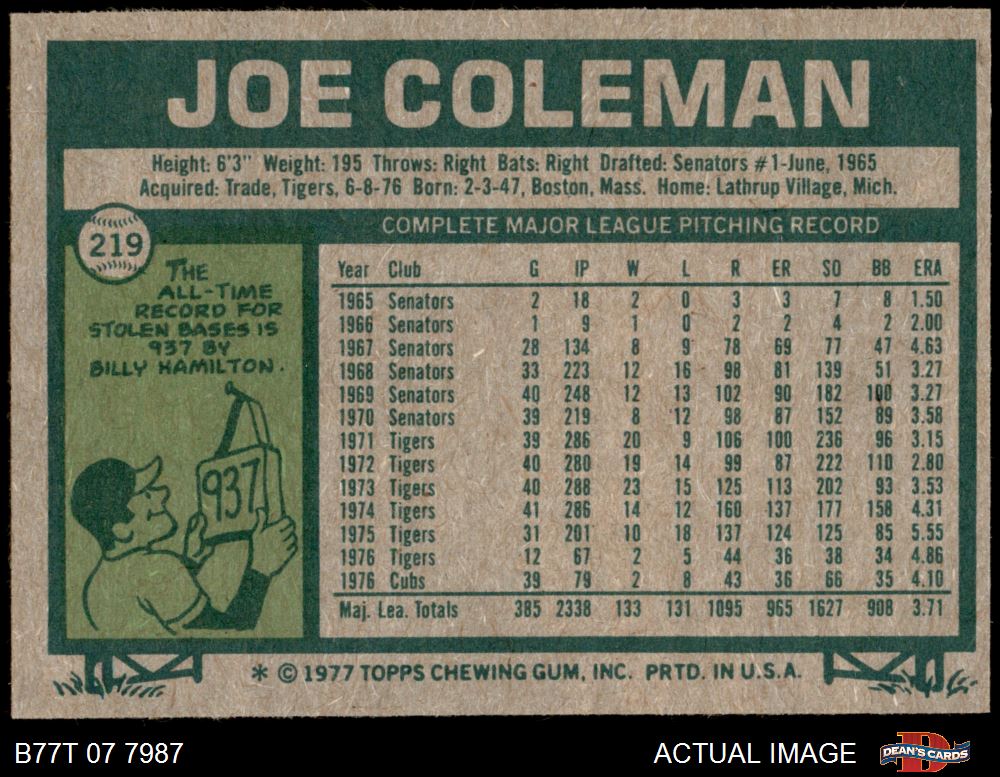 JOE COLEMAN
Height: 6'3" Weight: 195 Throws: Right Bats: Right Drafted: Senators #1-June, 1965
Acquired: Trade, Tigers, 6-8-76 Born: 2-3-47, Boston, Mass. Home: Lathrup Village, Mich.
219
THE
ALL-TIME
RECORD FOR
STOLEN BASES IS
937 BY
BILLY HAMILTON.
937
COMPLETE MAJOR LEAGUE PITCHING RECORD
Year Club G IP W L R ER SO BB ERA
1965 Senators 2 18 2 0 3 3 7 8 1.50
1966 Senators 1 9 1 0 2 2 4 2 2.00
1967 Senators 28 134 8 9 78 69 77 47 4.63
1968 Senators 33 223 12 16 98 81 139 51 3.27
1969 Senators 40 248 12 13 102 90 182 100 3.27
1970 Senators 39 219 8 12 98 87 152 89 3.58
1971 Tigers 39 286 20 9 106 100 236 96 3.15
1972 Tigers 40 280 19 14 99 87 222 110 2.80
1973 Tigers 40 288 23 15 125 113 202 93 3.53
1974 Tigers 41 286 14 12 160 137 177 158 4.31
1975 Tigers 31 201 10 18 137 124 125 85 5.55
1976 Tigers 12 67 2 5 44 36 38 34 4.86
1976 Cubs 39 79 2 8 43 36 66 35 4.10
Maj. Lea. Totals 385 2338 133 131 1095 965 1627 908 3.71
* © 1977 TOPPS CHEWING GUM, INC. PRTD. IN U.S.A.
B77T 07 7987 ACTUAL IMAGE
D
DEAN'S CARDS